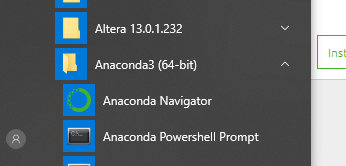 Altera 13.0.1.232
Anaconda3 (64-bit)
Inst
Anaconda Navigator
Anaconda Powershell Prompt